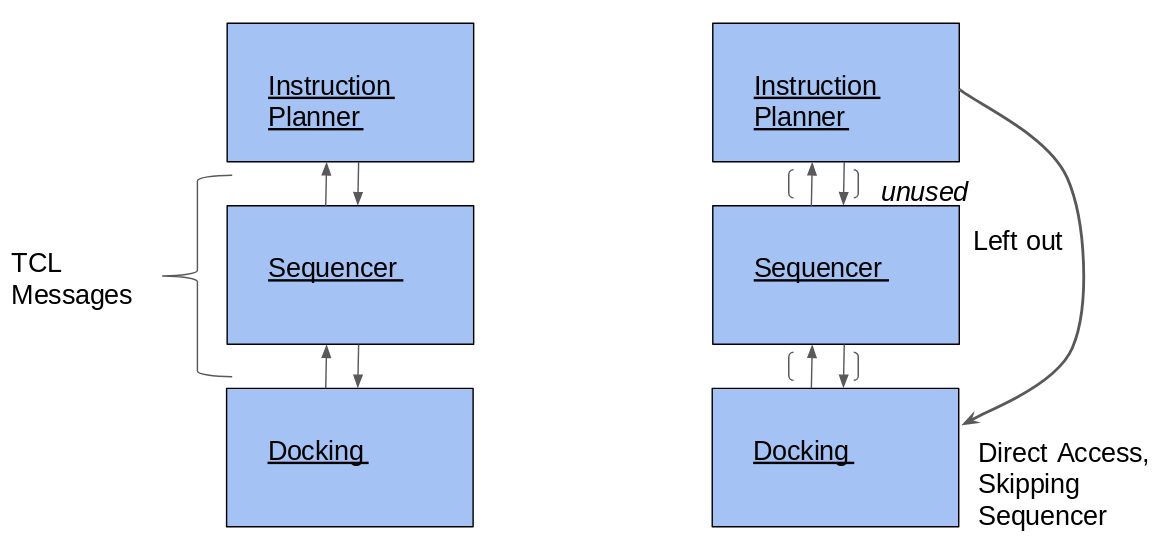 Instruction
Planner
Sequencer
Docking
TCL
Messages
Instruction
Planner
unused
Left out
Sequencer
Docking
Direct Access,
Skipping
Sequencer